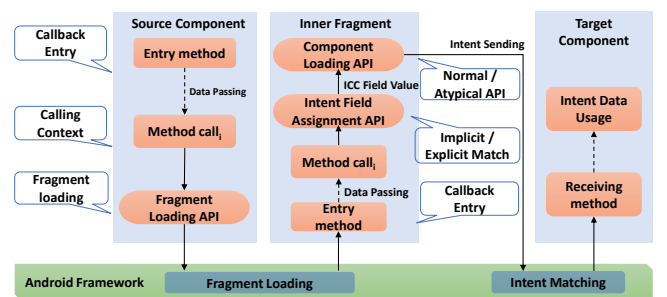 Source Component
Inner Fragment
Target
Component
Callback
Entry
Entry method
Data Passing
Calling
Context
Method calli
Fragment
loading
Fragment
Loading API
Component
Loading API
ICC Field Value
Intent Field
Assignment API
Method calli
Data Passing
Entry
method
Intent Sending
Normal /
Atypical API
Implicit /
Explicit Match
Callback
Entry
Intent Data
Usage
Receiving
method
Android Framework
Fragment Loading
Intent Matching